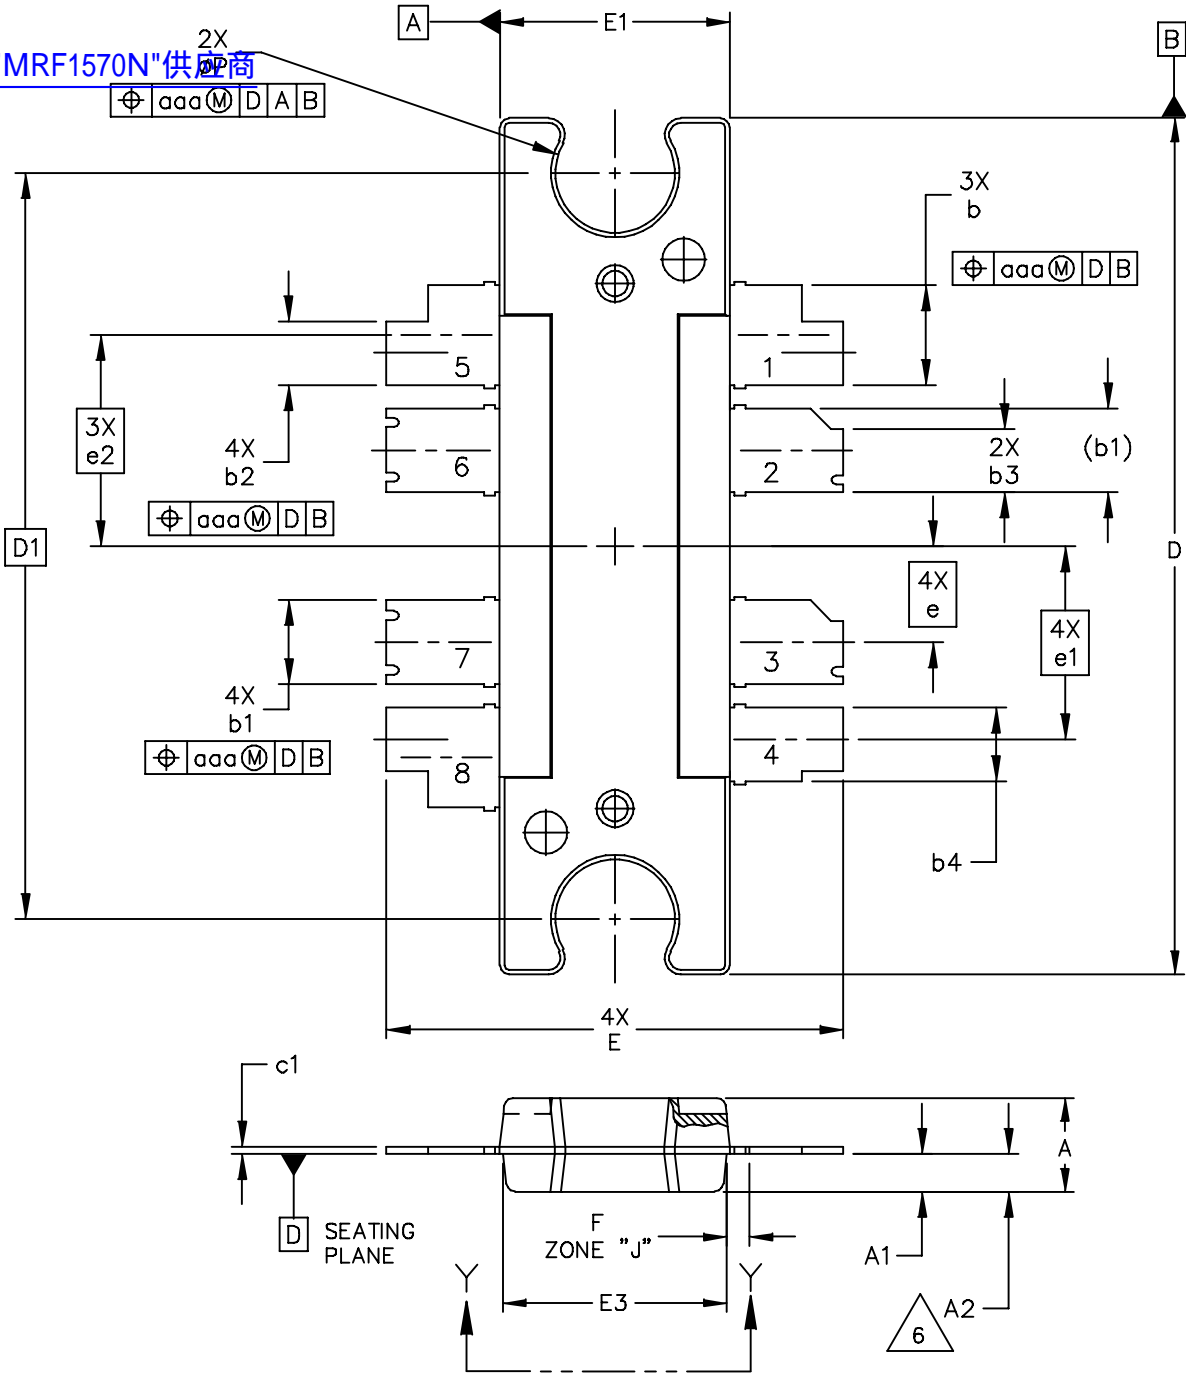 A
E1
B
2X
øP
MRF1570N"供应商
⌖ aaa Ⓜ D A B
3X
b
⌖ aaa Ⓜ D B
5
1
3X
e2
4X
b2
6
2
2X
b3
(b1)
⌖ aaa Ⓜ D B
D1
D
4X
e
4X
e1
7
3
4X
b1
⌖ aaa Ⓜ D B
8
4
b4
4X
E
c1
A
D
SEATING
PLANE
F
ZONE "J"
A1
Y
Y
E3
A2
6